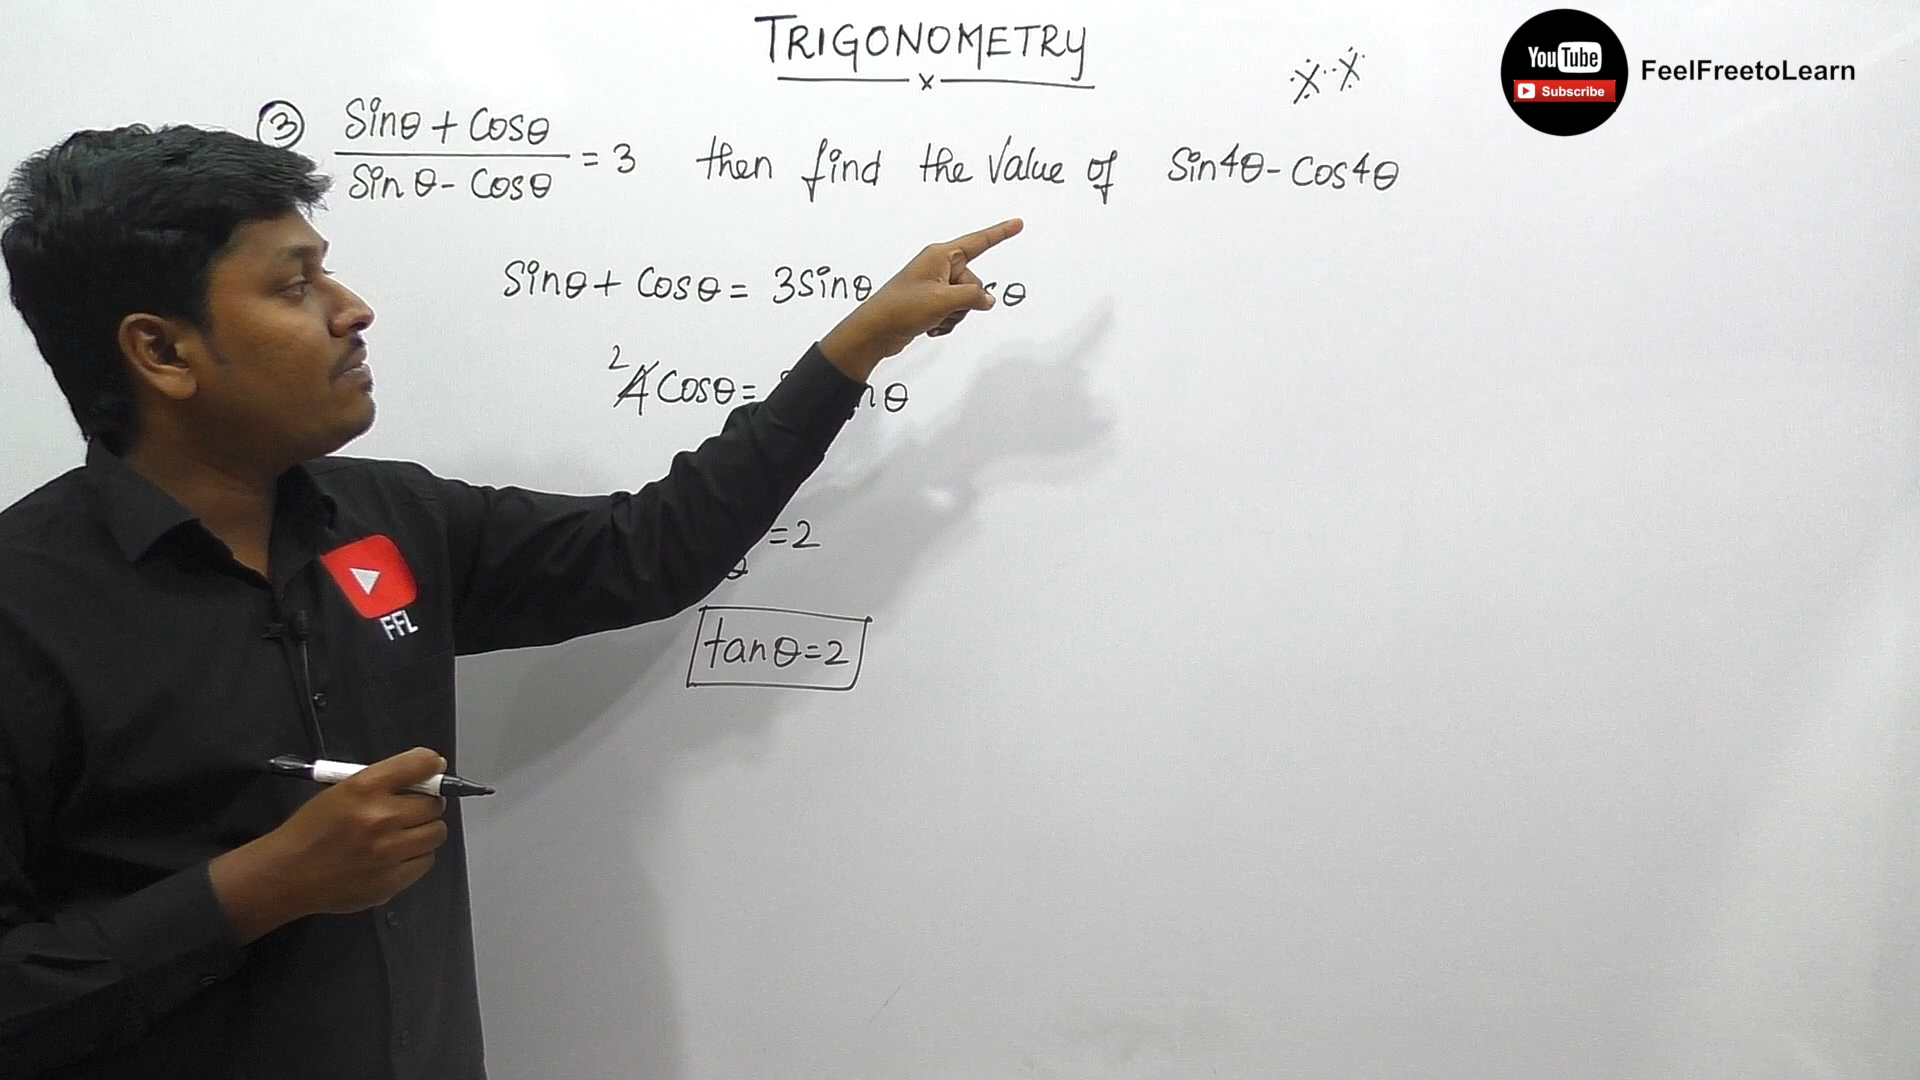 TRIGONOMETRY
x
YouTube
Subscribe
FeelFreetoLearn
③ Sinθ + Cosθ
Sinθ - Cosθ
= 3 then find the value of Sin4θ - Cos4θ
Sinθ + Cosθ = 3Sinθ θ
2 4Cosθ = θ
= 2
θ
tanθ = 2
FFL